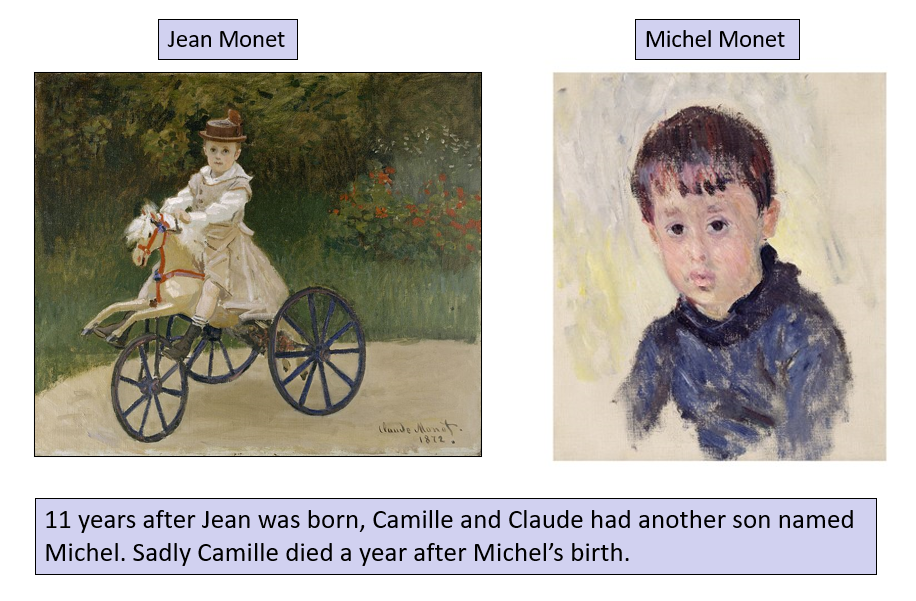 Jean Monet
Michel Monet
Claude Monet.
1872.
11 years after Jean was born, Camille and Claude had another son named
Michel. Sadly Camille died a year after Michel’s birth.